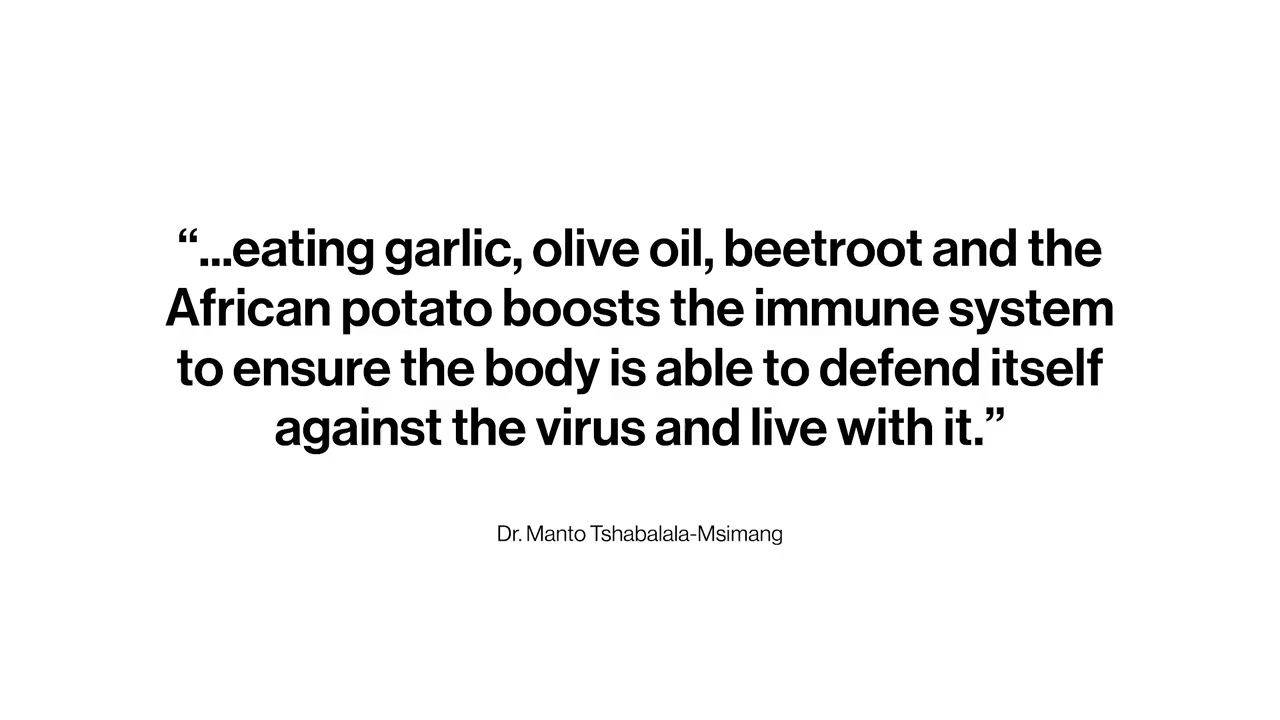 “...eating garlic, olive oil, beetroot and the
African potato boosts the immune system
to ensure the body is able to defend itself
against the virus and live with it.”
Dr. Manto Tshabalala-Msimang